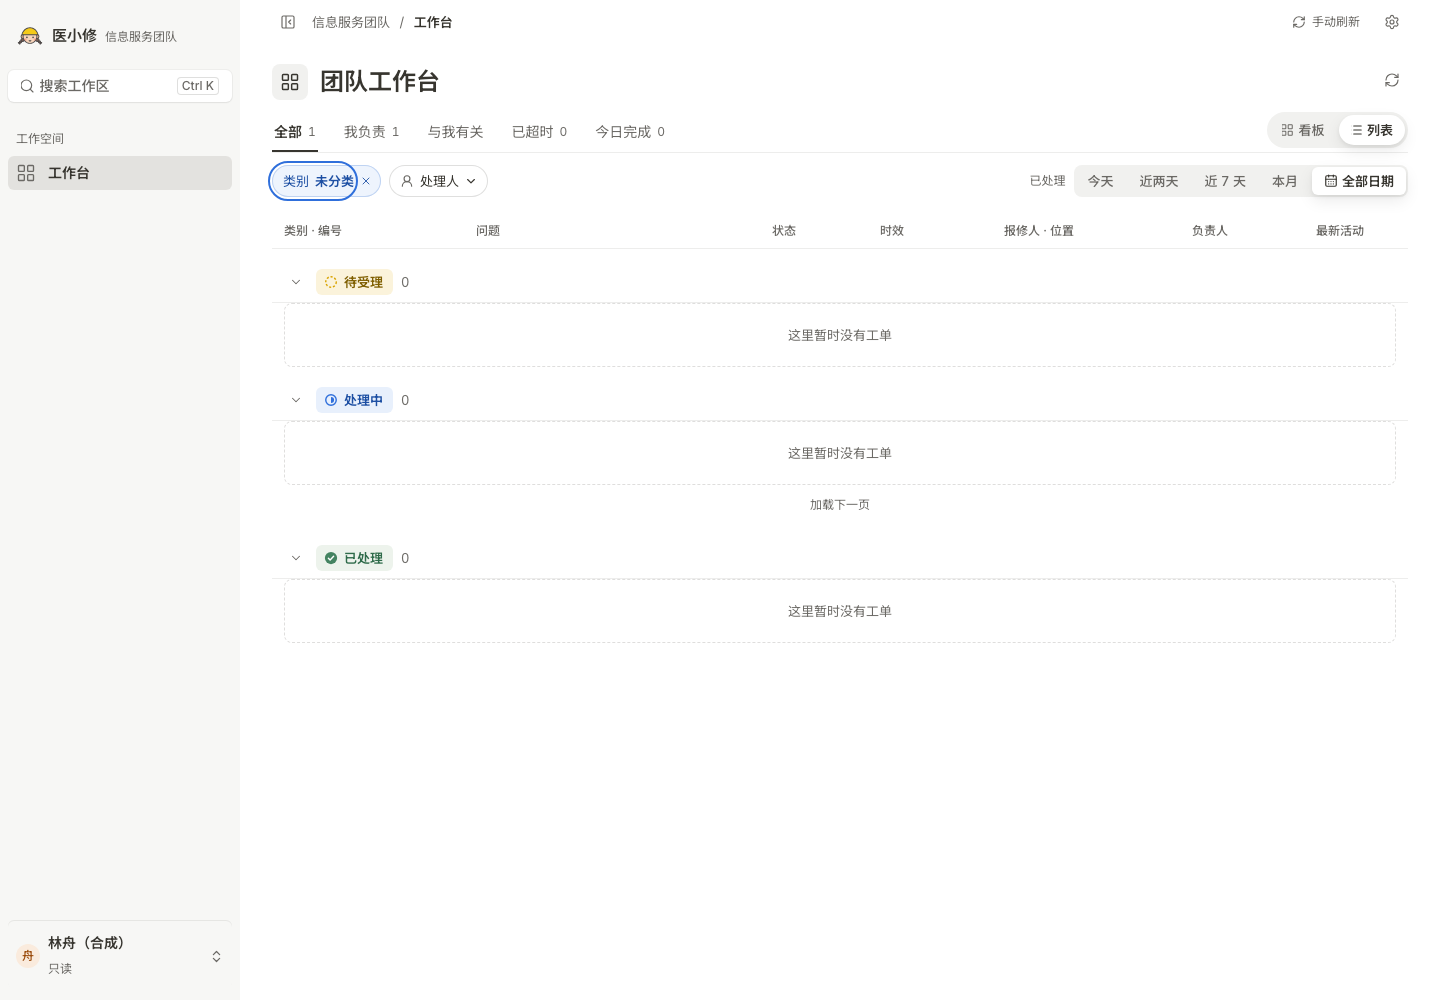 医小修 信息服务团队
搜索工作区 Ctrl K
工作空间
工作台
信息服务团队 / 工作台
手动刷新
团队工作台
全部 1 我负责 1 与我有关 已超时 0 今日完成 0
看板 列表
类别 未分类 × 处理人
已处理 今天 近两天 近 7 天 本月 全部日期
类别 · 编号 问题 状态 时效 报修人 · 位置 负责人 最新活动
待受理 0
这里暂时没有工单
处理中 0
这里暂时没有工单
加载下一页
已处理 0
这里暂时没有工单
舟 林舟（合成）
只读